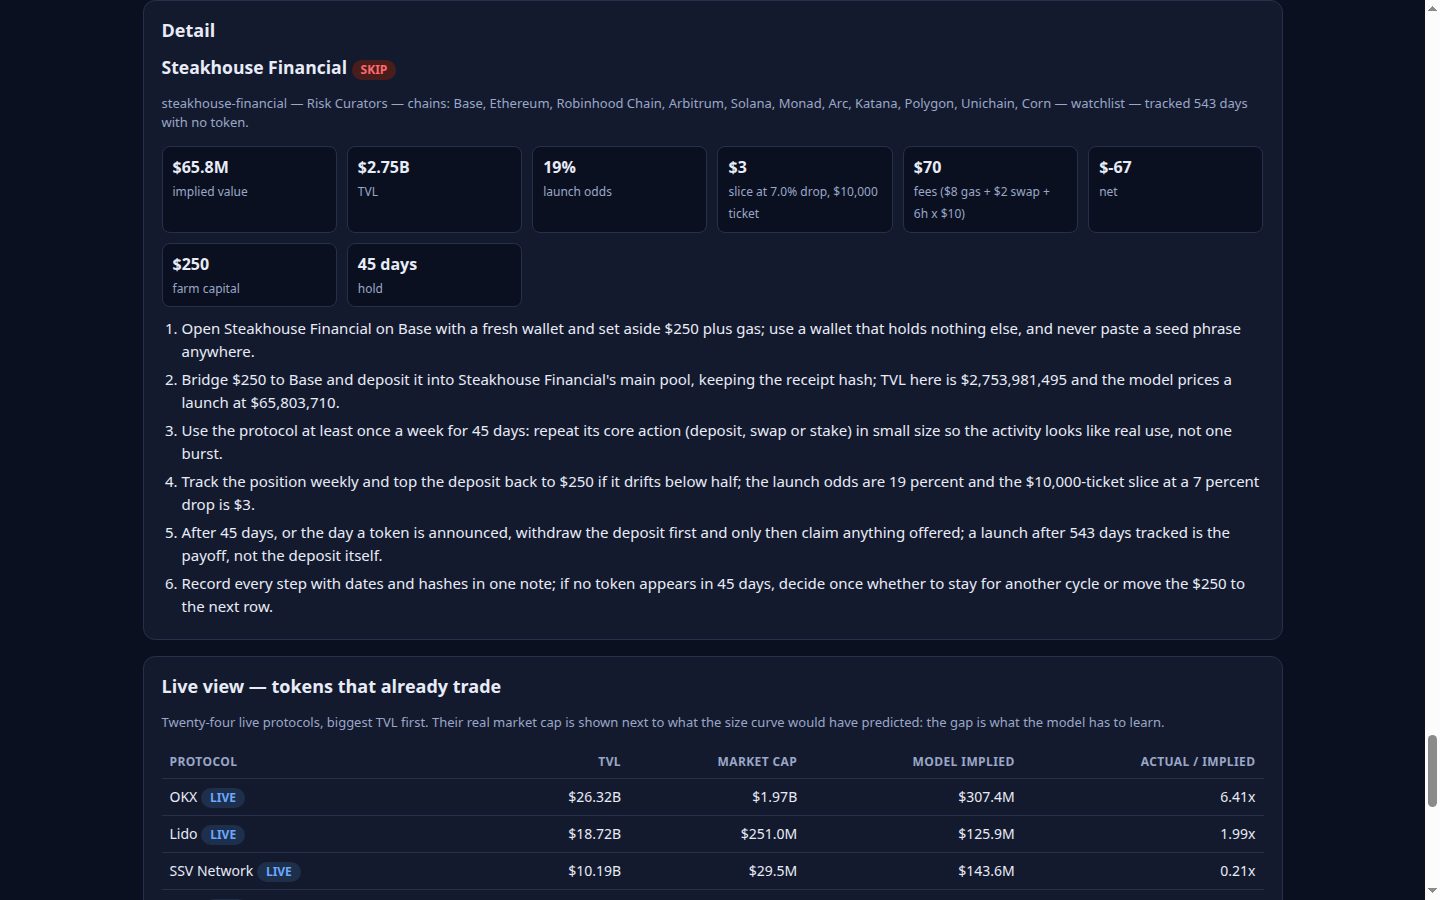 Detail
Steakhouse Financial SKIP
steakhouse-financial — Risk Curators — chains: Base, Ethereum, Robinhood Chain, Arbitrum, Solana, Monad, Arc, Katana, Polygon, Unichain, Corn — watchlist — tracked 543 days
with no token.
$65.8M
implied value
$2.75B
TVL
19%
launch odds
$3
slice at 7.0% drop, $10,000
ticket
$70
fees ($8 gas + $2 swap +
6h x $10)
$-67
net
$250
farm capital
45 days
hold
1. Open Steakhouse Financial on Base with a fresh wallet and set aside $250 plus gas; use a wallet that holds nothing else, and never paste a seed phrase
anywhere.
2. Bridge $250 to Base and deposit it into Steakhouse Financial's main pool, keeping the receipt hash; TVL here is $2,753,981,495 and the model prices a
launch at $65,803,710.
3. Use the protocol at least once a week for 45 days: repeat its core action (deposit, swap or stake) in small size so the activity looks like real use, not one
burst.
4. Track the position weekly and top the deposit back to $250 if it drifts below half; the launch odds are 19 percent and the $10,000-ticket slice at a 7 percent
drop is $3.
5. After 45 days, or the day a token is announced, withdraw the deposit first and only then claim anything offered; a launch after 543 days tracked is the
payoff, not the deposit itself.
6. Record every step with dates and hashes in one note; if no token appears in 45 days, decide once whether to stay for another cycle or move the $250 to
the next row.
Live view — tokens that already trade
Twenty-four live protocols, biggest TVL first. Their real market cap is shown next to what the size curve would have predicted: the gap is what the model has to learn.
PROTOCOL TVL MARKET CAP MODEL IMPLIED ACTUAL / IMPLIED
OKX LIVE $26.32B $1.97B $307.4M 6.41x
Lido LIVE $18.72B $251.0M $125.9M 1.99x
SSV Network LIVE $10.19B $29.5M $143.6M 0.21x